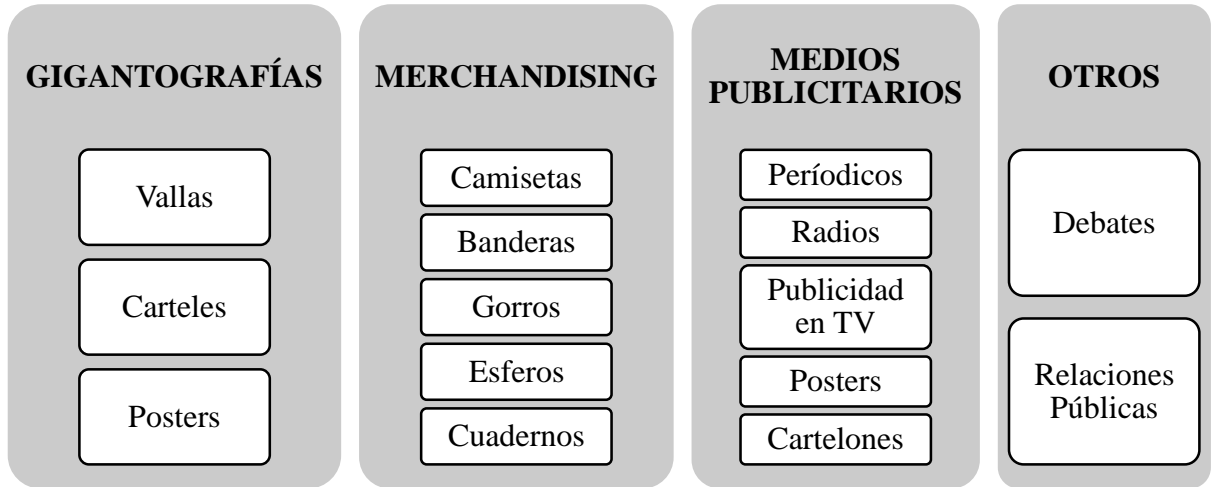 GIGANTOGRAFÍAS
Vallas
Carteles
Posters
MERCHANDISING
Camisetas
Banderas
Gorros
Esferos
Cuadernos
MEDIOS
PUBLICITARIOS
Períodicos
Radios
Publicidad
en TV
Posters
Cartelones
OTROS
Debates
Relaciones
Públicas